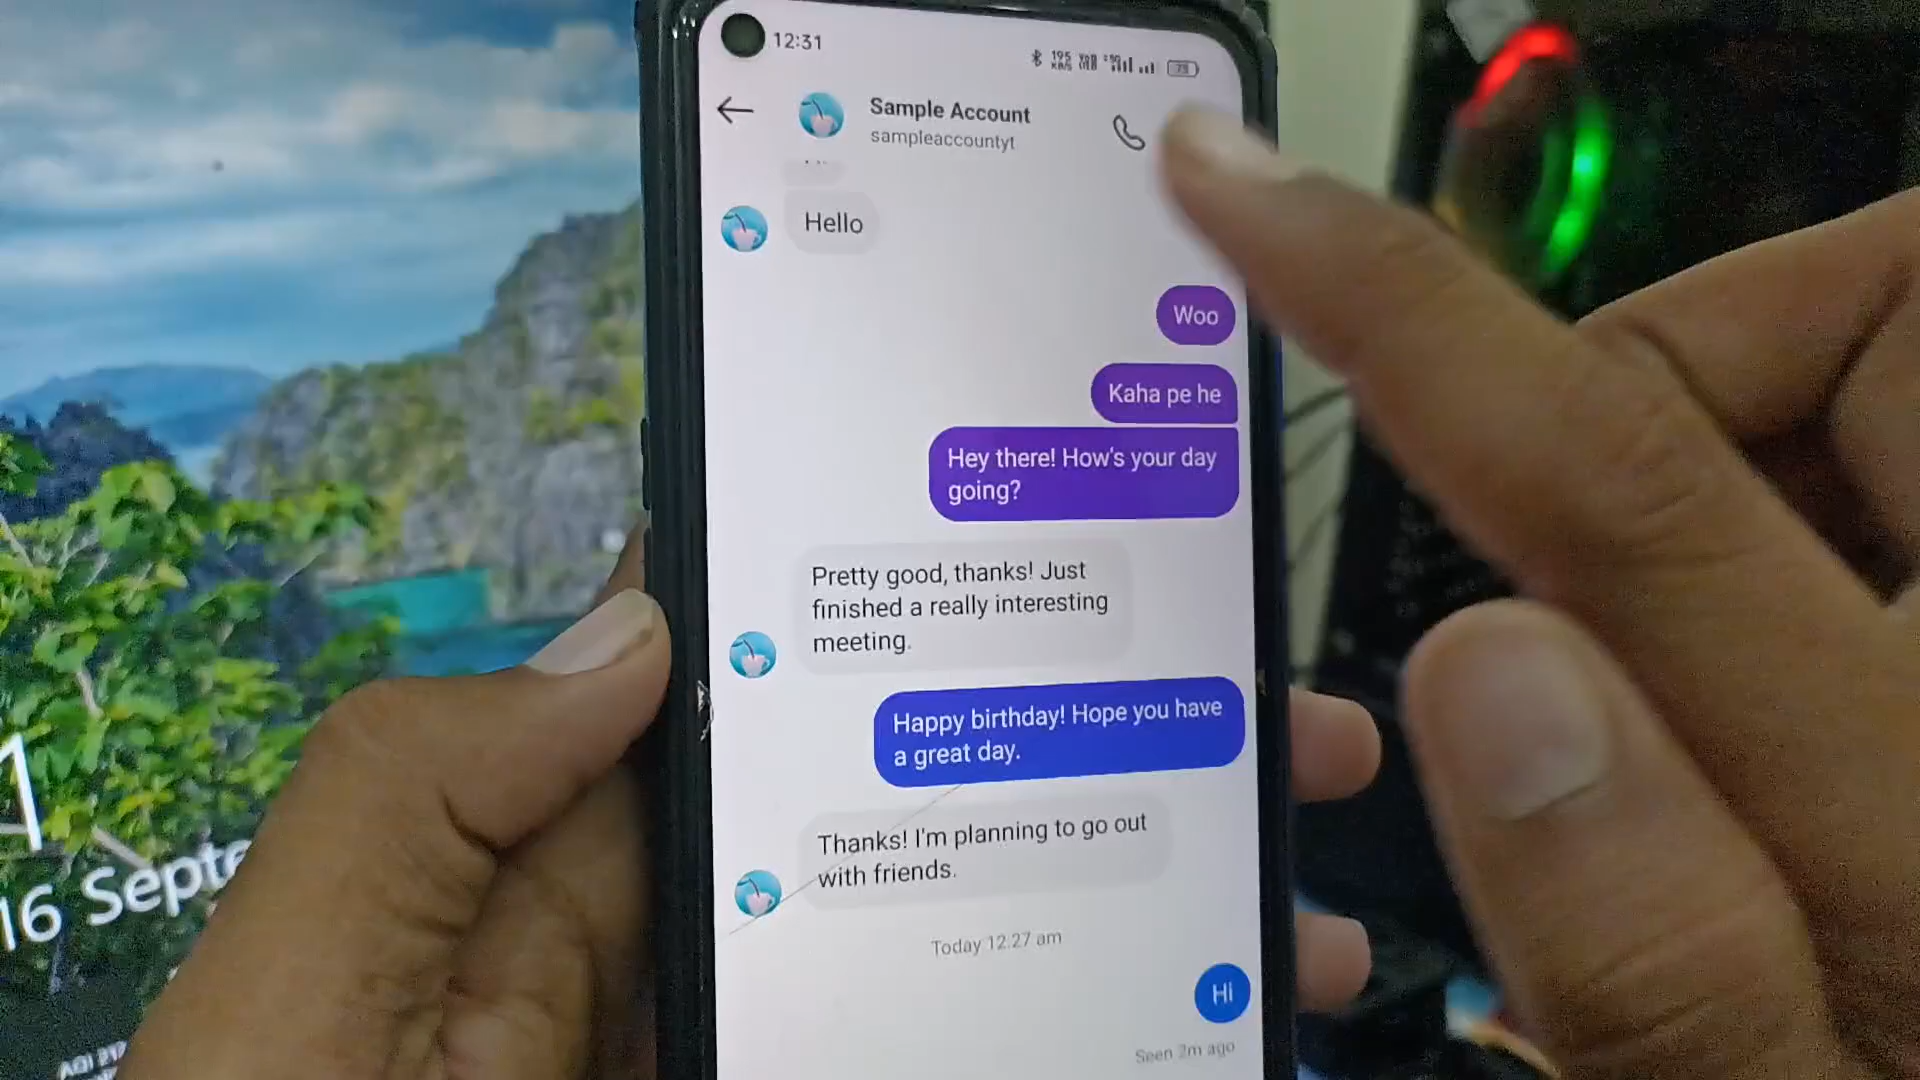 12:31
Sample Account
sampleaccountyt
Hello
Woo
Kaha pe he
Hey there! How's your day
going?
Pretty good, thanks! Just
finished a really interesting
meeting.
Happy birthday! Hope you have
a great day.
Thanks! I'm planning to go out
with friends.
Today 12:27 am
Hi
Seen 2m ago
16 Septe
AQI